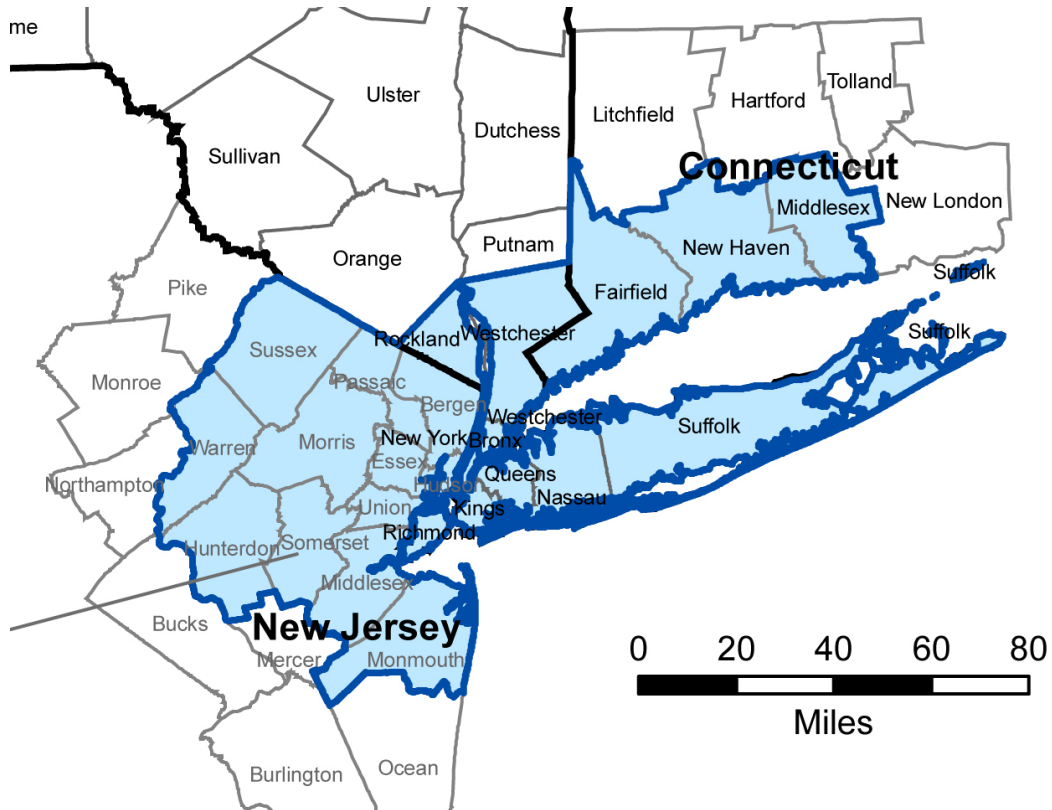 me
Ulster
Tolland
Hartford
Litchfield
Dutchess
Sullivan
Connecticut
New London
Middlesex
Putnam
New Haven
Orange
Suffolk
Pike
Fairfield
Suffolk
Rockland
Westchester
Sussex
Monroe
Passaic
Bergen
Westchester
Suffolk
Warren
Morris
New York
Bronx
Essex
Queens
Northampton
Hudson
Nassau
Union
Kings
Richmond
Hunterdon
Somerset
Middlesex
Bucks
New Jersey
Mercer
Monmouth
0 20 40 60 80
Miles
Burlington
Ocean